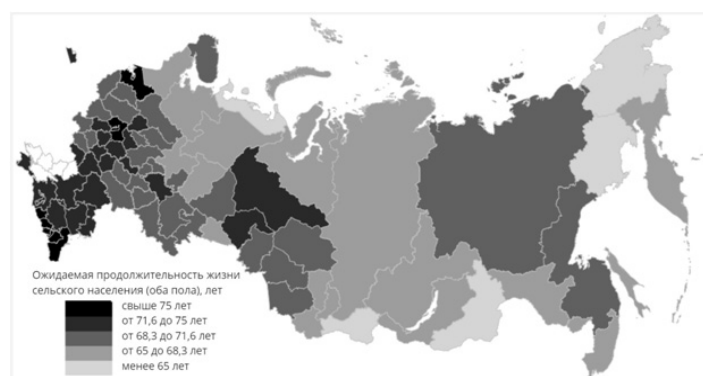 Ожидаемая продолжительность жизни
сельского населения (оба пола), лет
свыше 75 лет
от 71,6 до 75 лет
от 68,3 до 71,6 лет
от 65 до 68,3 лет
менее 65 лет